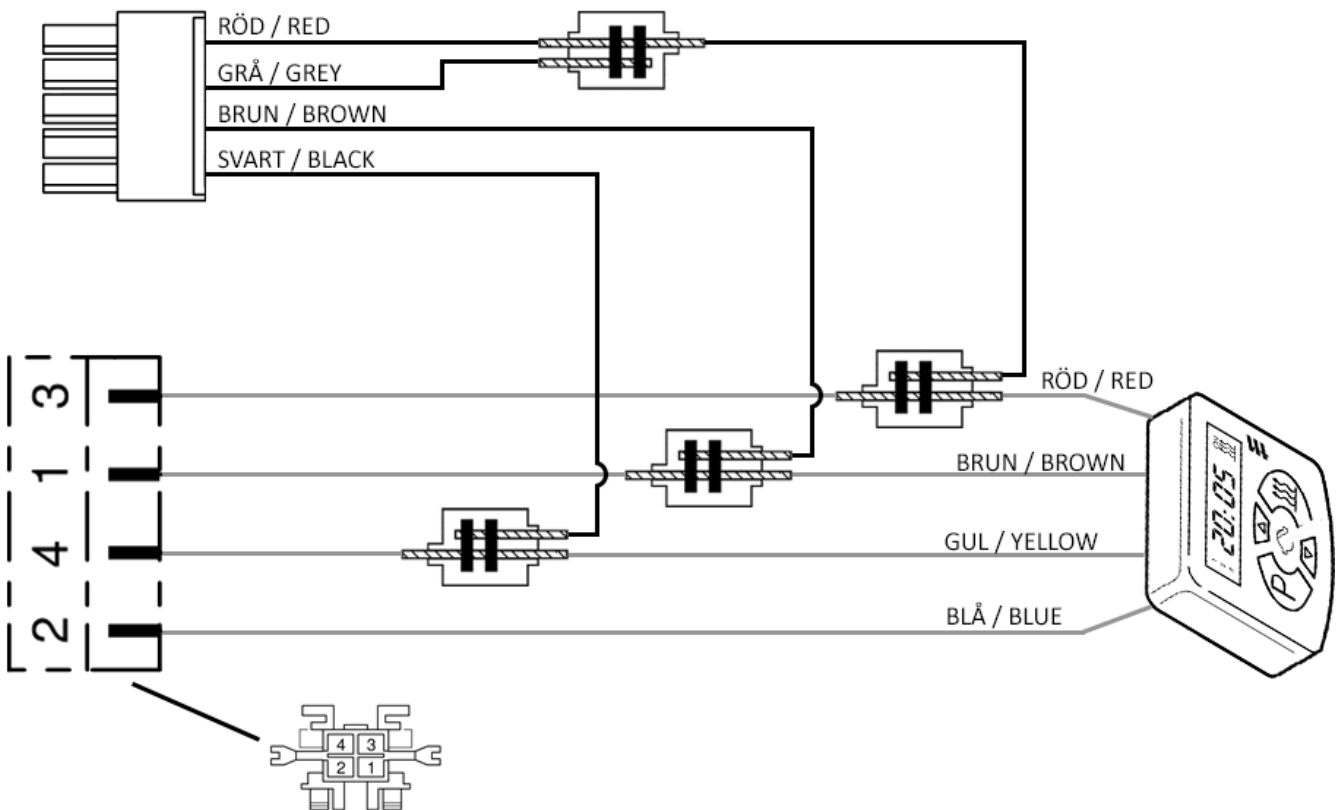 RÖD / RED
GRÅ / GREY
BRUN / BROWN
SVART / BLACK
3
RÖD / RED
1
BRUN / BROWN
4
GUL / YELLOW
2
BLÅ / BLUE
20:05
P
4 3
2 1